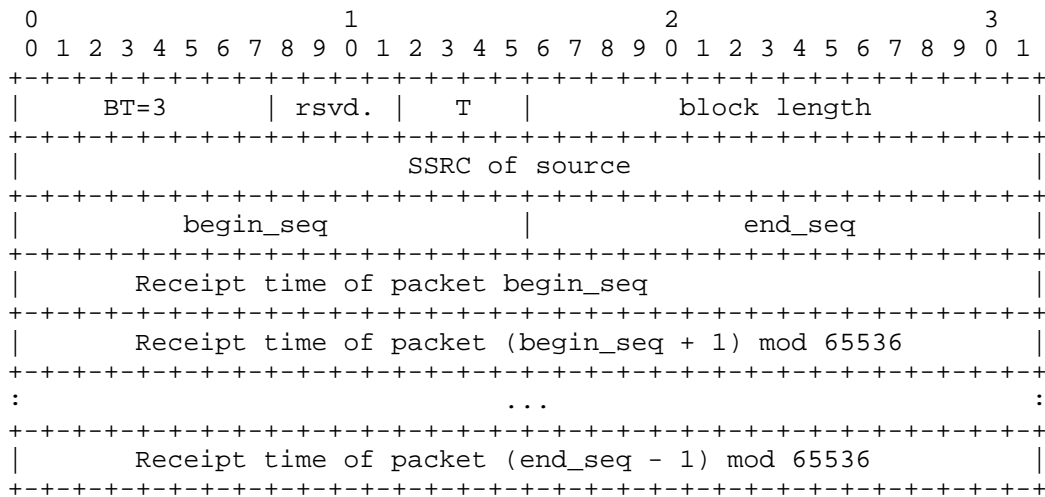 0                   1                   2                   3
 0 1 2 3 4 5 6 7 8 9 0 1 2 3 4 5 6 7 8 9 0 1 2 3 4 5 6 7 8 9 0 1
+-+-+-+-+-+-+-+-+-+-+-+-+-+-+-+-+-+-+-+-+-+-+-+-+-+-+-+-+-+-+-+-+
|     BT=3      | rsvd. |   T   |         block length          |
+-+-+-+-+-+-+-+-+-+-+-+-+-+-+-+-+-+-+-+-+-+-+-+-+-+-+-+-+-+-+-+-+
|                        SSRC of source                         |
+-+-+-+-+-+-+-+-+-+-+-+-+-+-+-+-+-+-+-+-+-+-+-+-+-+-+-+-+-+-+-+-+
|          begin_seq            |             end_seq           |
+-+-+-+-+-+-+-+-+-+-+-+-+-+-+-+-+-+-+-+-+-+-+-+-+-+-+-+-+-+-+-+-+
|       Receipt time of packet begin_seq                        |
+-+-+-+-+-+-+-+-+-+-+-+-+-+-+-+-+-+-+-+-+-+-+-+-+-+-+-+-+-+-+-+-+
|       Receipt time of packet (begin_seq + 1) mod 65536        |
+-+-+-+-+-+-+-+-+-+-+-+-+-+-+-+-+-+-+-+-+-+-+-+-+-+-+-+-+-+-+-+-+
:                              ...                              :
+-+-+-+-+-+-+-+-+-+-+-+-+-+-+-+-+-+-+-+-+-+-+-+-+-+-+-+-+-+-+-+-+
|       Receipt time of packet (end_seq - 1) mod 65536          |
+-+-+-+-+-+-+-+-+-+-+-+-+-+-+-+-+-+-+-+-+-+-+-+-+-+-+-+-+-+-+-+-+